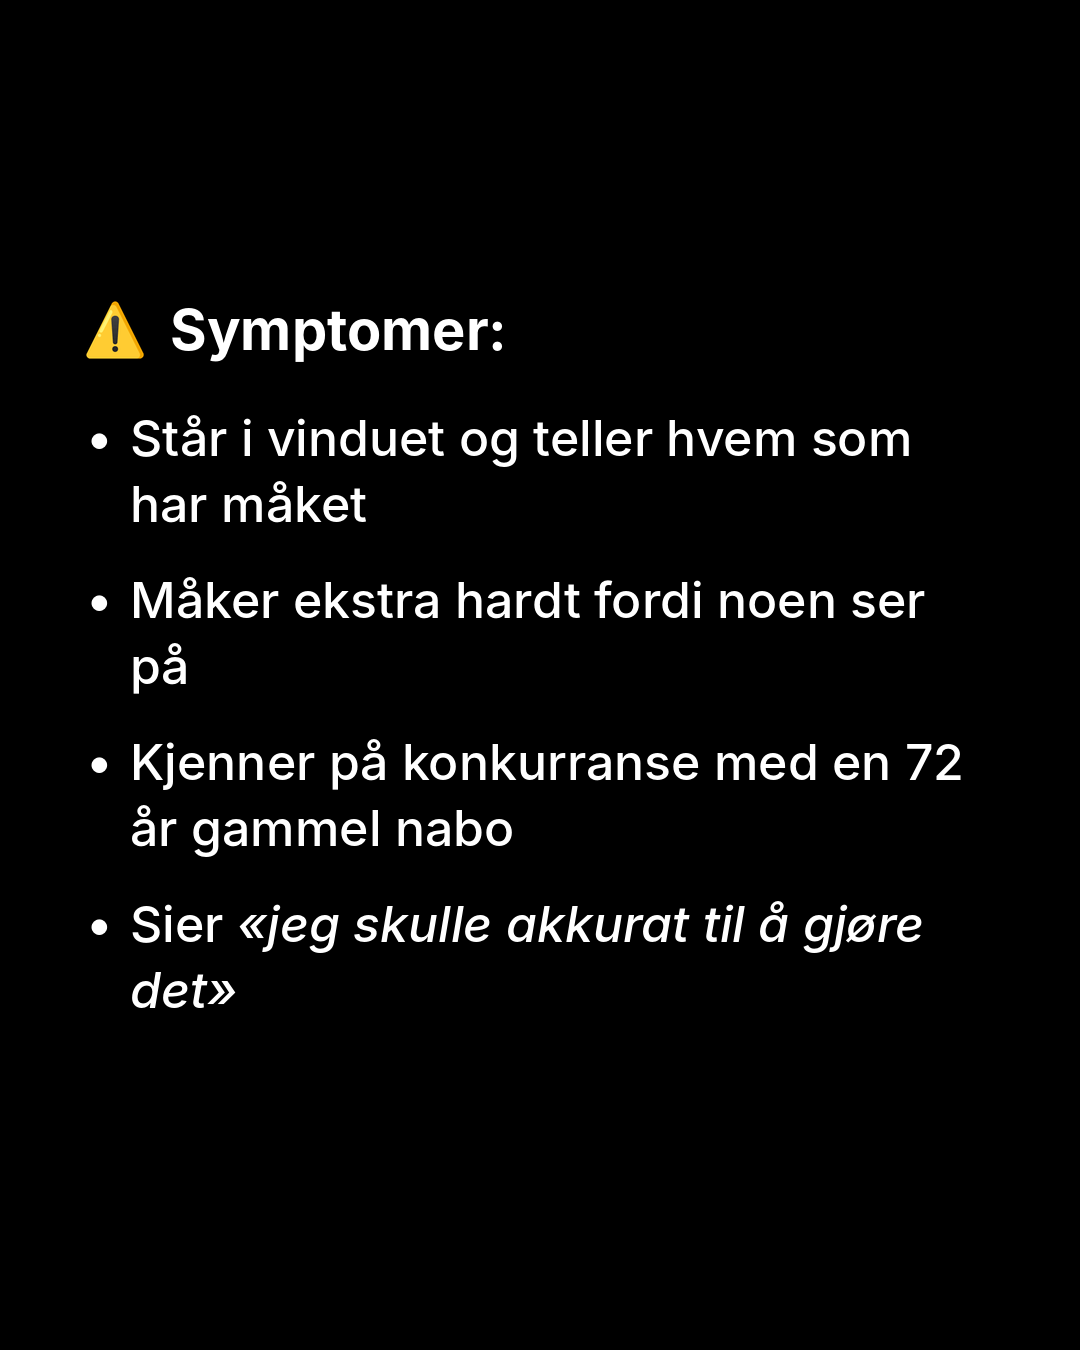 ⚠️ Symptomer:
• Står i vinduet og teller hvem som
har måket
• Måker ekstra hardt fordi noen ser
på
• Kjenner på konkurranse med en 72
år gammel nabo
• Sier «jeg skulle akkurat til å gjøre
det»